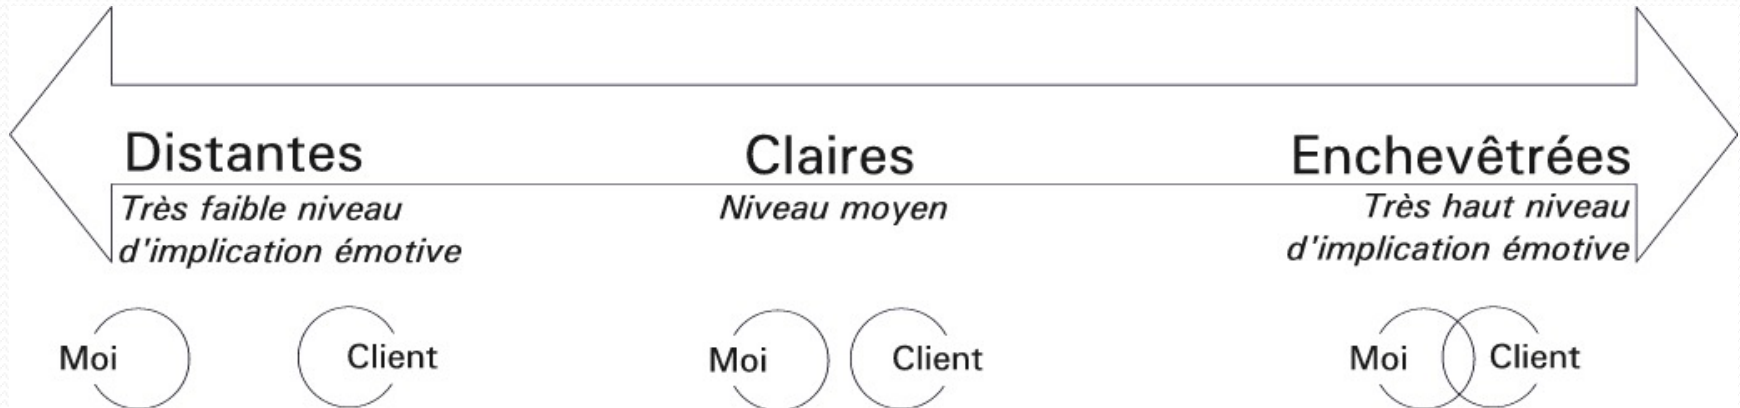 Distantes
Claires
Enchevêtrées
Très faible niveau
d'implication émotive
Niveau moyen
Très haut niveau
d'implication émotive
Moi
Client
Moi
Client
Moi
Client